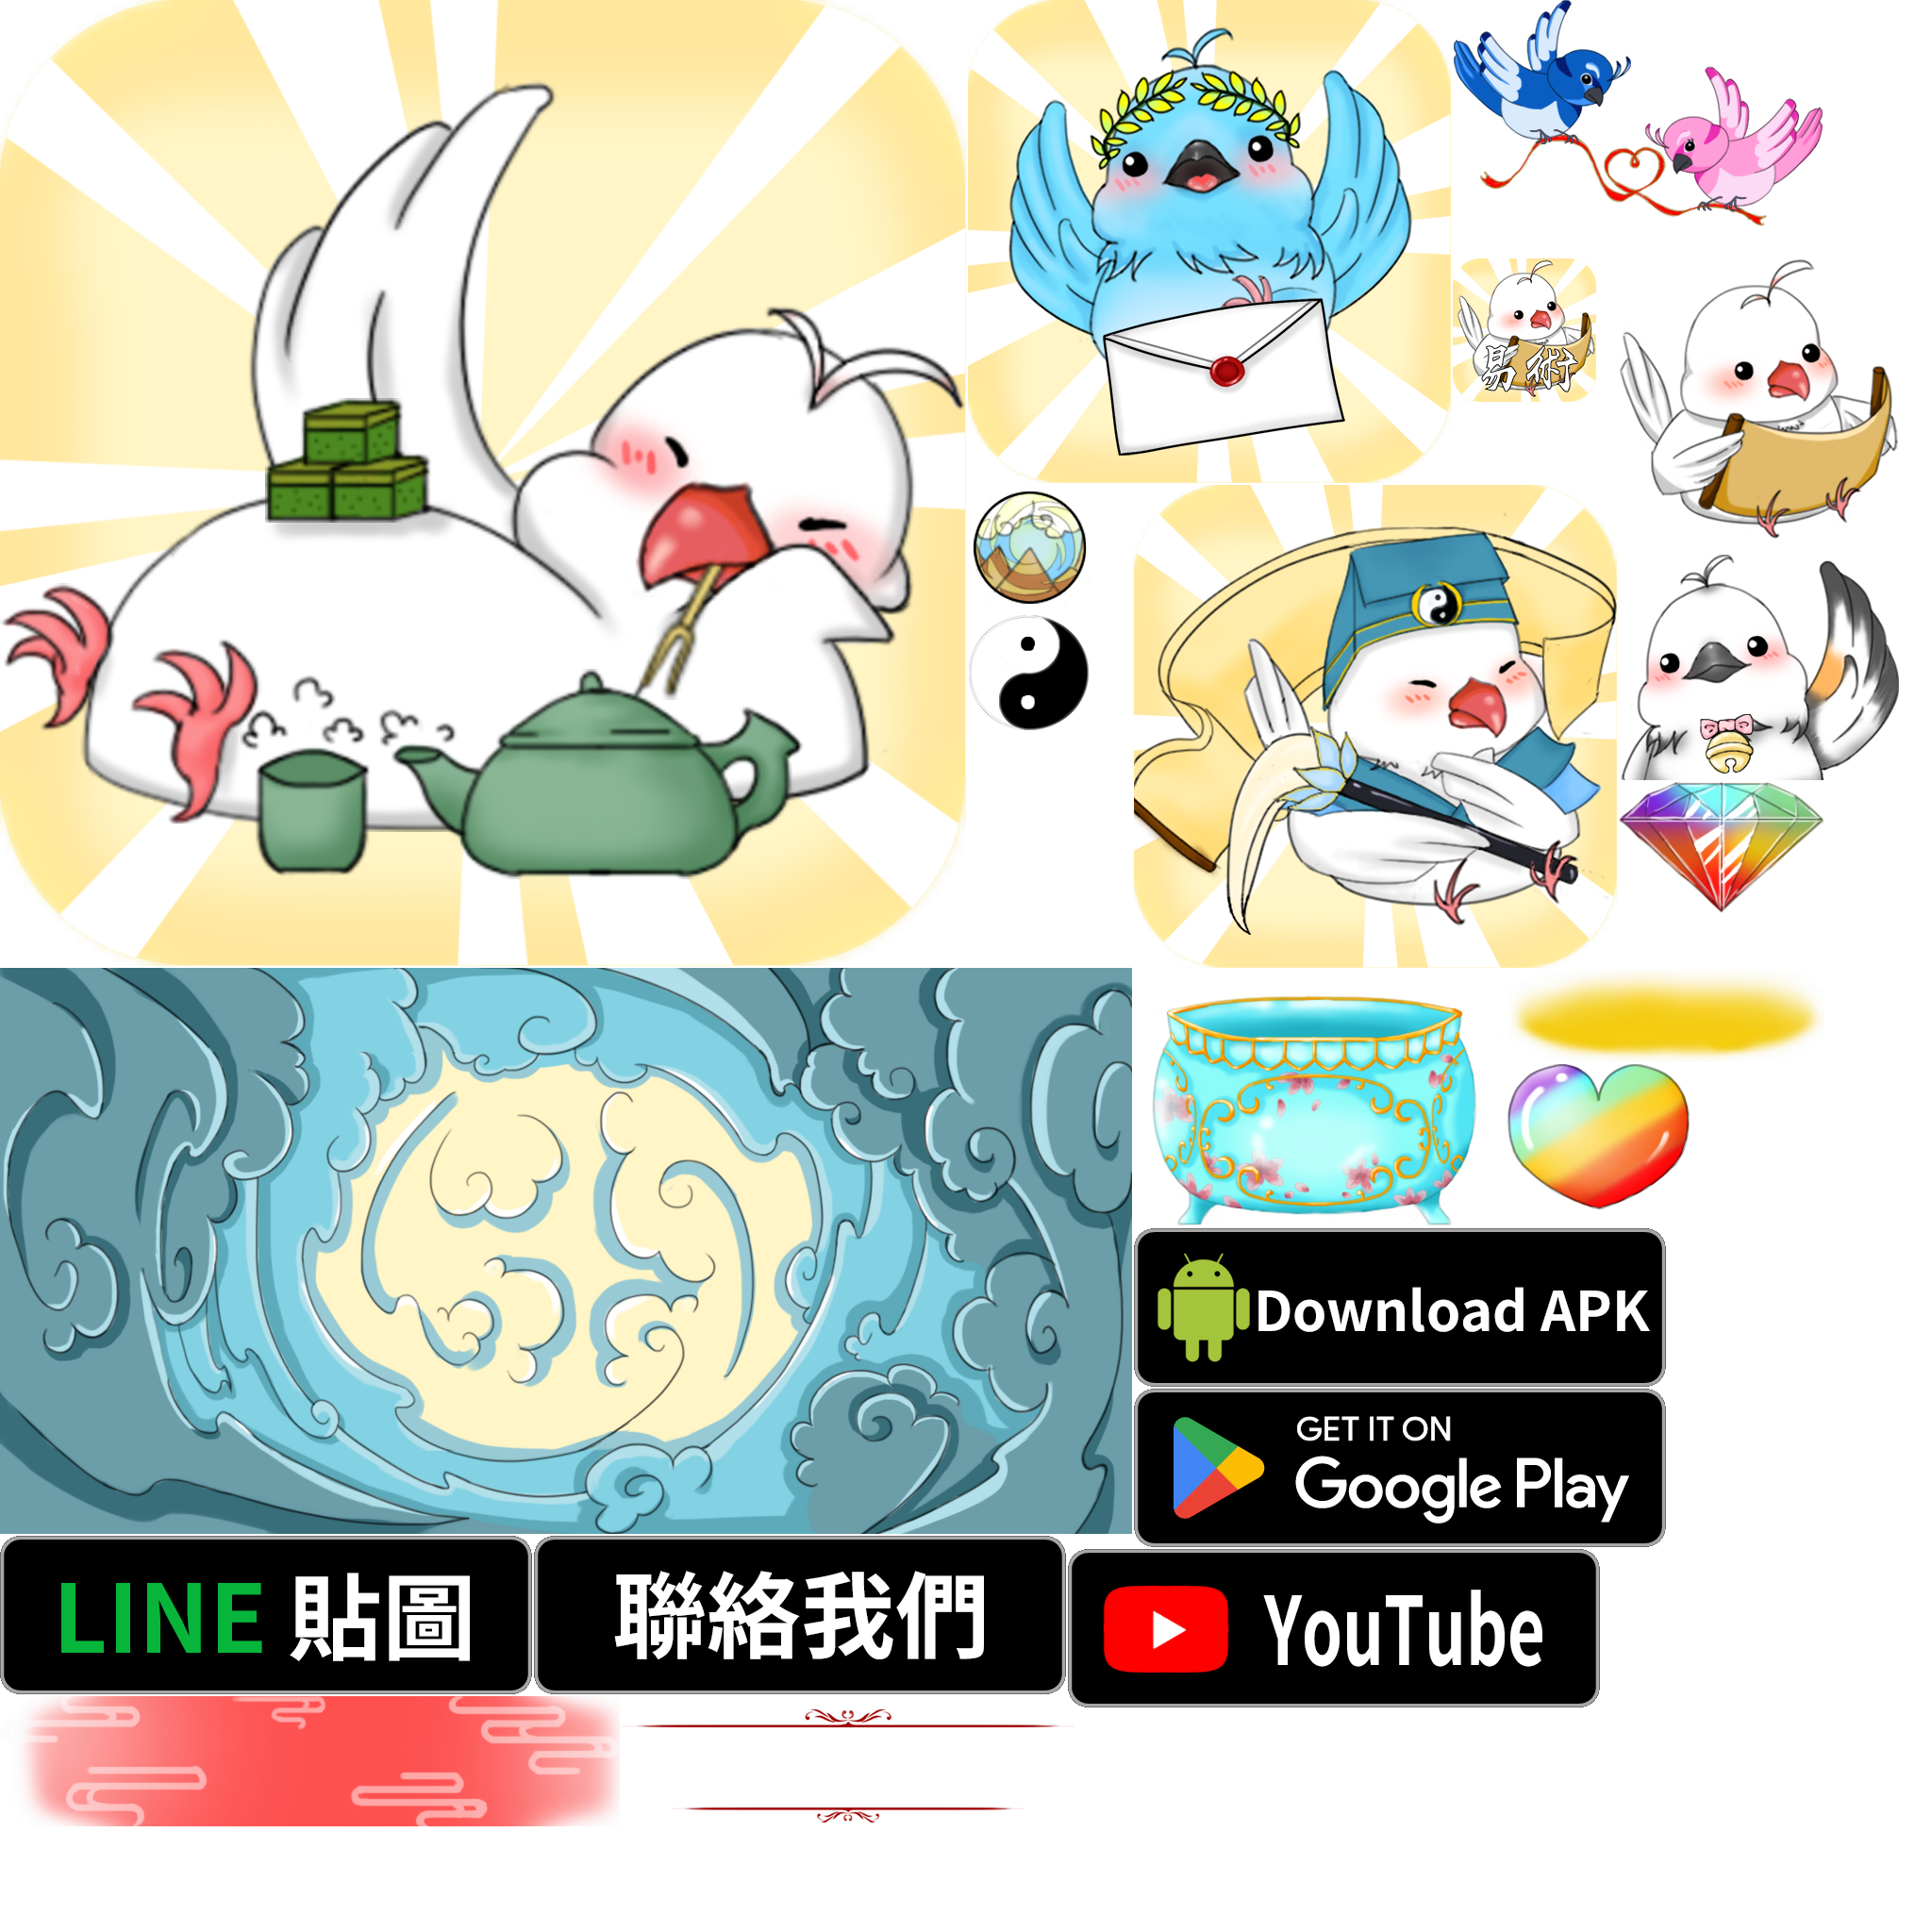 易術
Download APK
GET IT ON
Google Play
LINE 貼圖
聯絡我們
YouTube